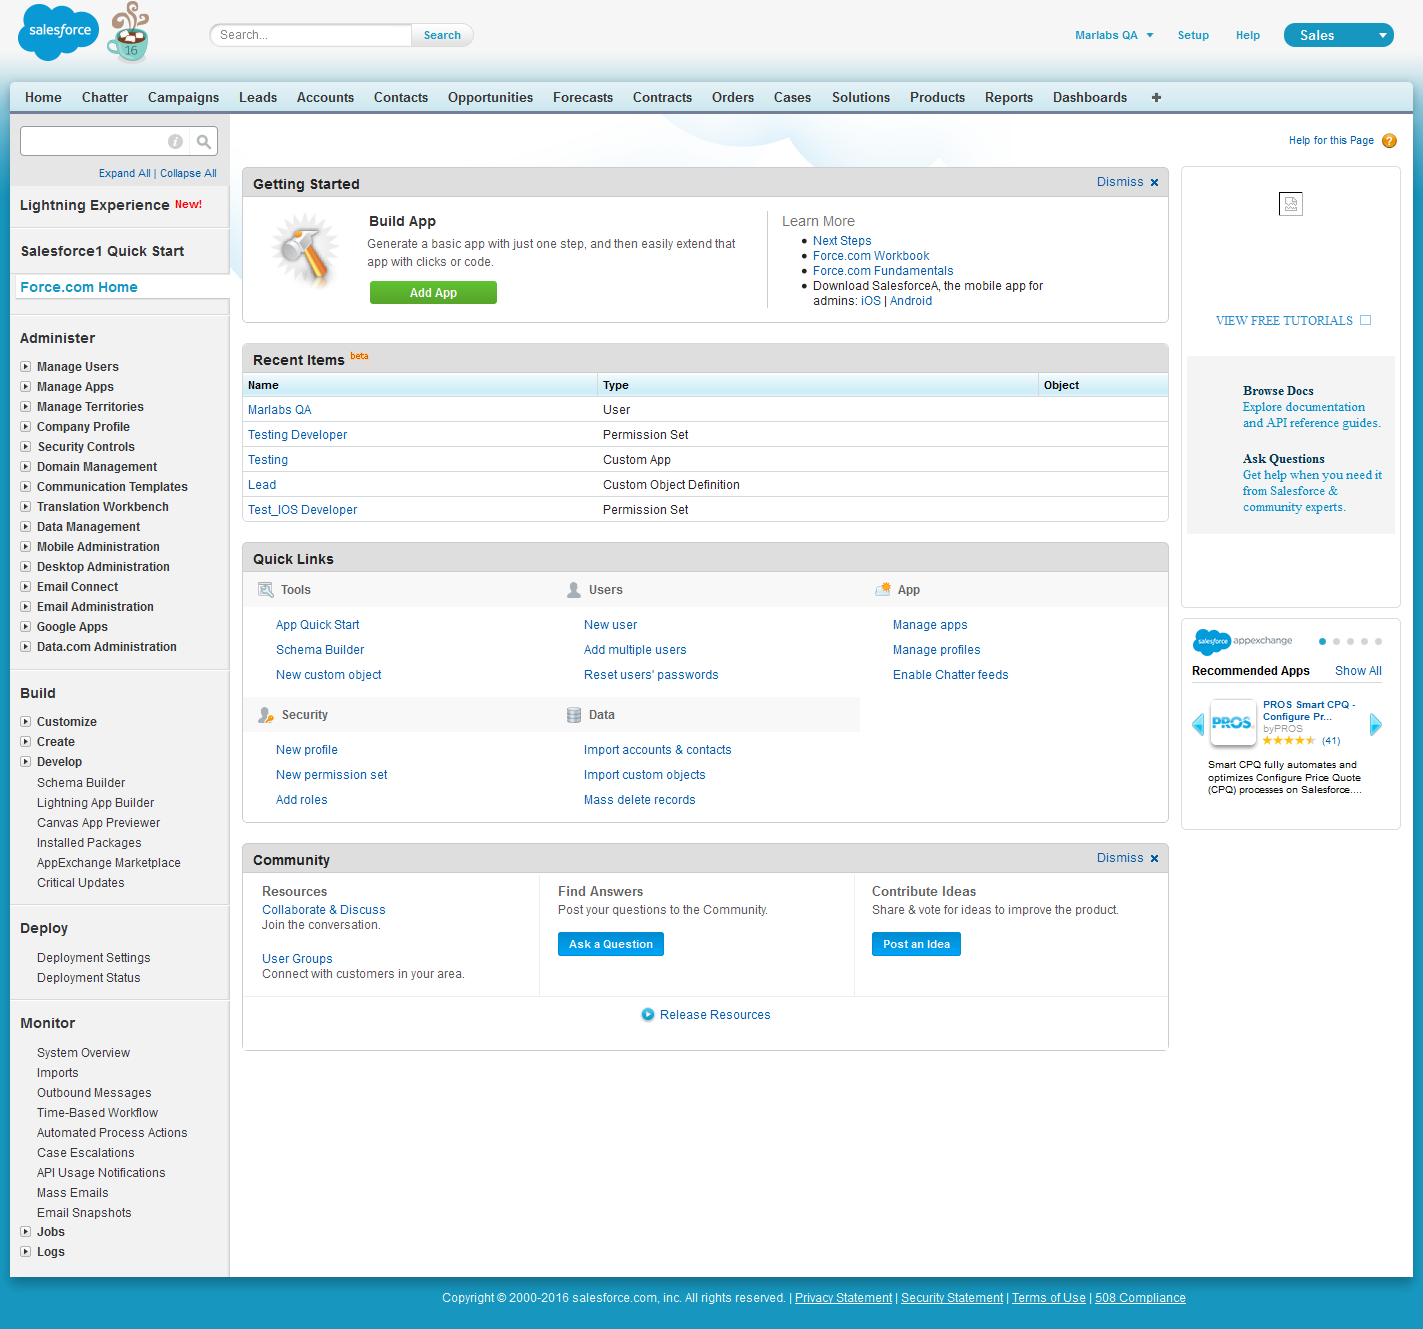 salesforce
16
Search...
Search
Marlabs QA
Setup
Help
Sales
Home Chatter Campaigns Leads Accounts Contacts Opportunities Forecasts Contracts Orders Cases Solutions Products Reports Dashboards +
Expand All | Collapse All
Lightning Experience New!
Salesforce1 Quick Start
Force.com Home
Administer
Manage Users
Manage Apps
Manage Territories
Company Profile
Security Controls
Domain Management
Communication Templates
Translation Workbench
Data Management
Mobile Administration
Desktop Administration
Email Connect
Email Administration
Google Apps
Data.com Administration
Build
Customize
Create
Develop
Schema Builder
Lightning App Builder
Canvas App Previewer
Installed Packages
AppExchange Marketplace
Critical Updates
Deploy
Deployment Settings
Deployment Status
Monitor
System Overview
Imports
Outbound Messages
Time-Based Workflow
Automated Process Actions
Case Escalations
API Usage Notifications
Mass Emails
Email Snapshots
Jobs
Logs
Help for this Page ?
Getting Started
Dismiss x
Build App
Generate a basic app with just one step, and then easily extend that
app with clicks or code.
Add App
Learn More
Next Steps
Force.com Workbook
Force.com Fundamentals
Download SalesforceA, the mobile app for
admins: iOS | Android
Recent Items beta
Name Type Object
Marlabs QA User
Testing Developer Permission Set
Testing Custom App
Lead Custom Object Definition
Test_IOS Developer Permission Set
Quick Links
Tools
App Quick Start
Schema Builder
New custom object
Users
New user
Add multiple users
Reset users' passwords
App
Manage apps
Manage profiles
Enable Chatter feeds
Security
New profile
New permission set
Add roles
Data
Import accounts & contacts
Import custom objects
Mass delete records
Community
Dismiss x
Resources
Collaborate & Discuss
Join the conversation.
User Groups
Connect with customers in your area.
Find Answers
Post your questions to the Community.
Ask a Question
Contribute Ideas
Share & vote for ideas to improve the product.
Post an Idea
Release Resources
VIEW FREE TUTORIALS
Browse Docs
Explore documentation
and API reference guides.
Ask Questions
Get help when you need it
from Salesforce &
community experts.
salesforce appexchange
Recommended Apps Show All
PROS
PROS Smart CPQ -
Configure Pr...
byPROS
(41)
Smart CPQ fully automates and
optimizes Configure Price Quote
(CPQ) processes on Salesforce....
Copyright © 2000-2016 salesforce.com, inc. All rights reserved. | Privacy Statement | Security Statement | Terms of Use | 508 Compliance